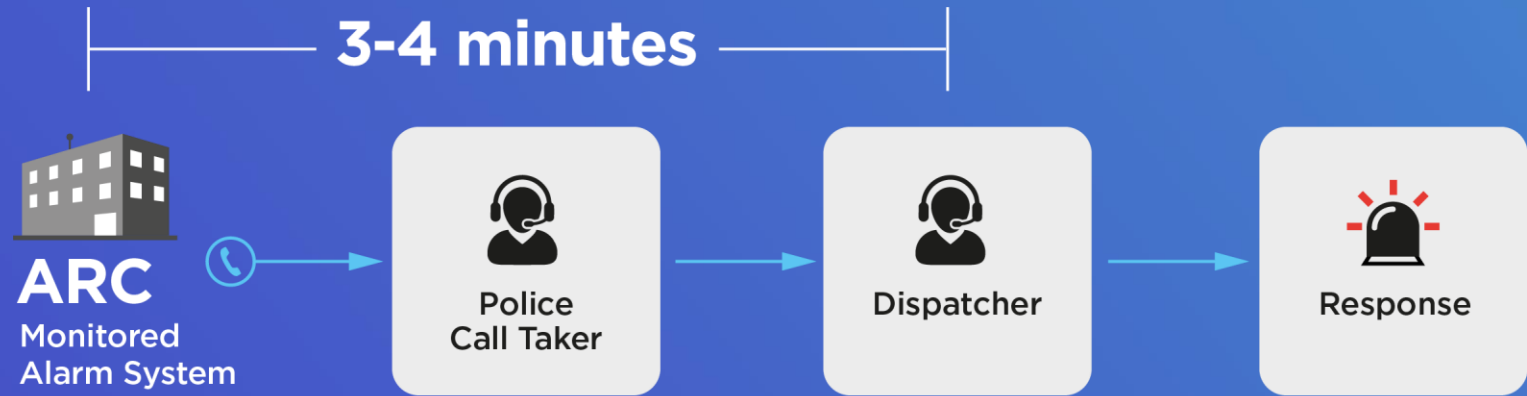 3-4 minutes
ARC
Monitored
Alarm System
Police
Call Taker
Dispatcher
Response